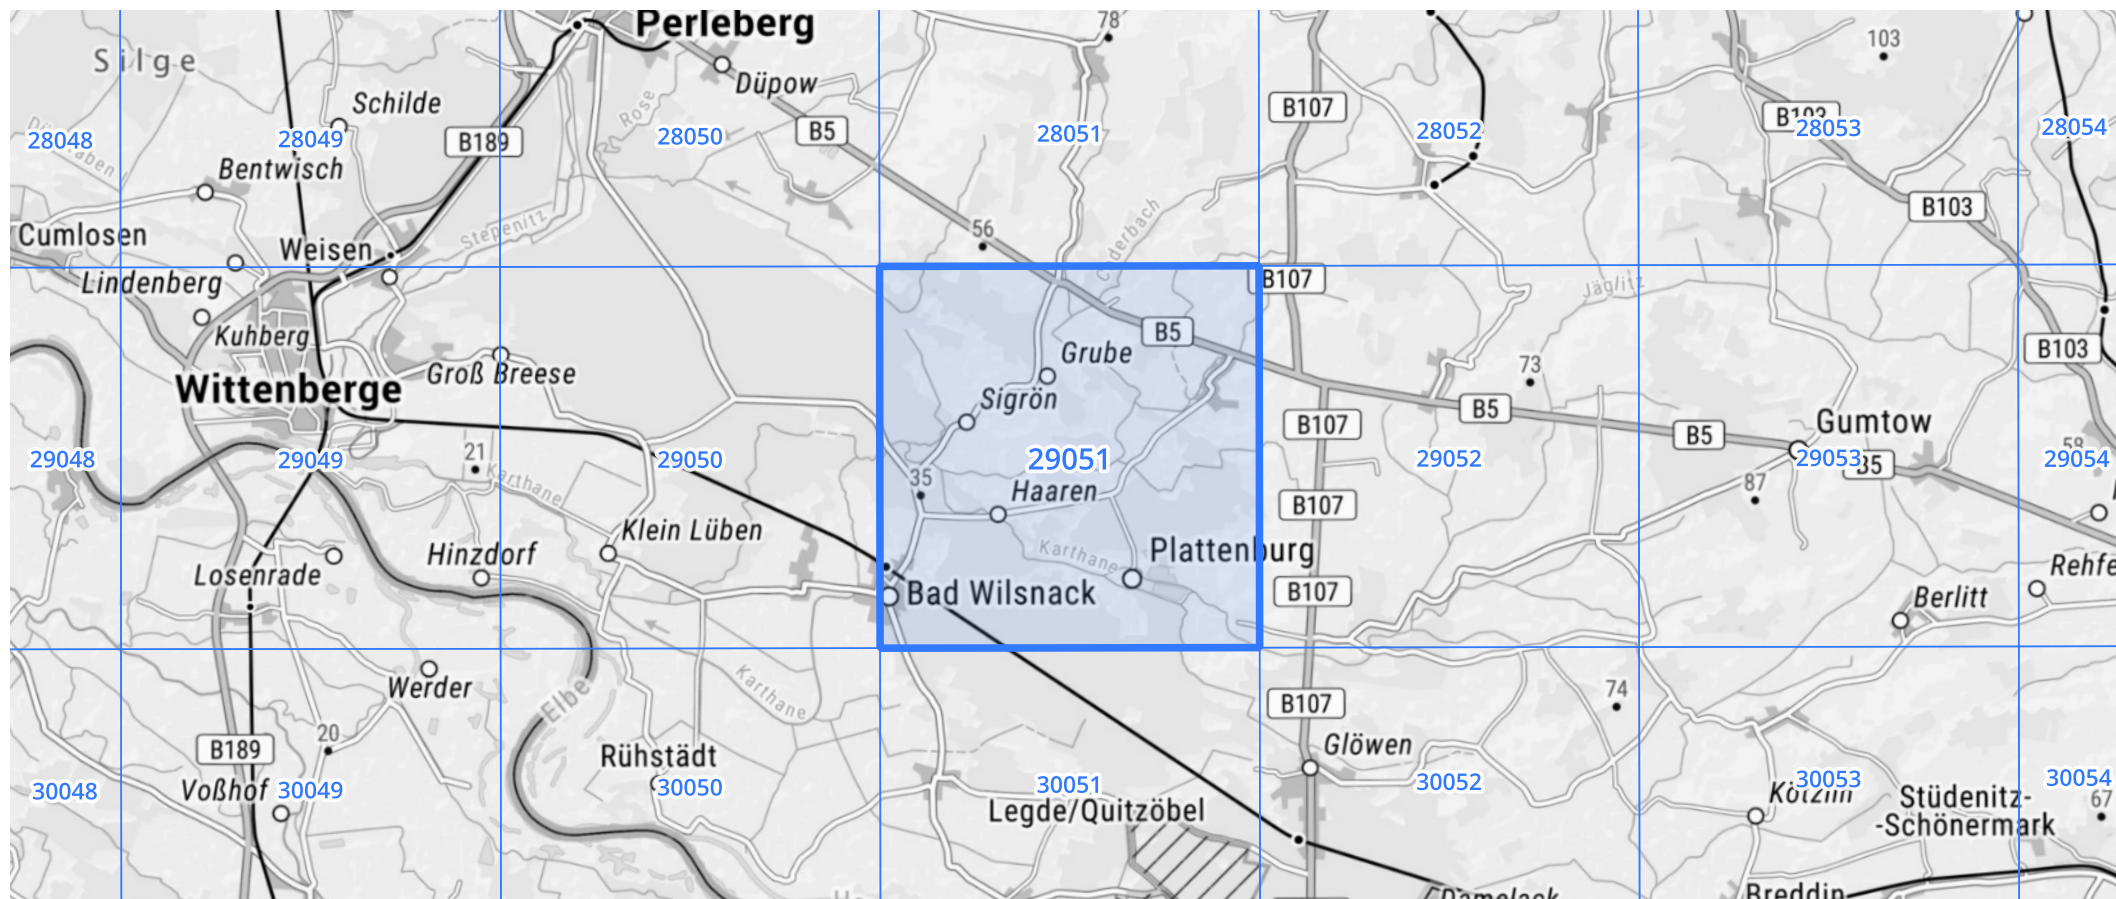 Perleberg
78
103
Silge
Düpow
Schilde
Rose
B5
B107
B103
28048
28049
B189
28050
28051
28052
28053
28054
Bentwisch
Stepenitz
56
B103
Cumlosen
Weisen
Lindenberg
B107
Jäglitz
Kuhberg
B5
Grube
B103
Wittenberge
Groß Breese
Sigrön
73
B5
B107
B5
Gumtow
58
29048
29049
21
29050
29051
29052
29053
B5
29054
Karthane
35
Haaren
87
B107
Klein Lüben
Hinzdorf
Karthane
Plattenburg
Losenrade
Bad Wilsnack
B107
Berlitt
Rehfe
Werder
Elbe
Karthane
B107
74
20
B189
Rühstädt
Glöwen
30048
Voßhof
30049
30050
30051
30052
30053
30054
Legde/Quitzöbel
Stüdenitz-
-Schönermark
67
Breddin